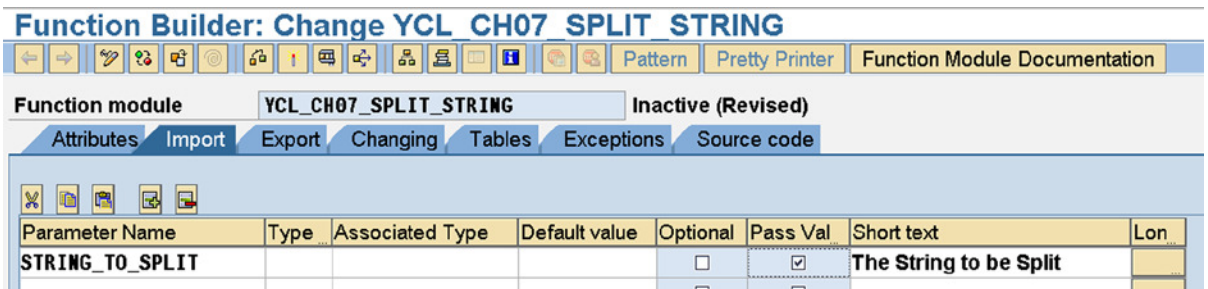 Function Builder: Change YCL_CH07_SPLIT_STRING
Pattern Pretty Printer Function Module Documentation
Function module YCL_CH07_SPLIT_STRING Inactive (Revised)
Attributes Import Export Changing Tables Exceptions Source code
Parameter Name Type ... Associated Type Default value Optional Pass Val... Short text Lon...
STRING_TO_SPLIT The String to be Split ...